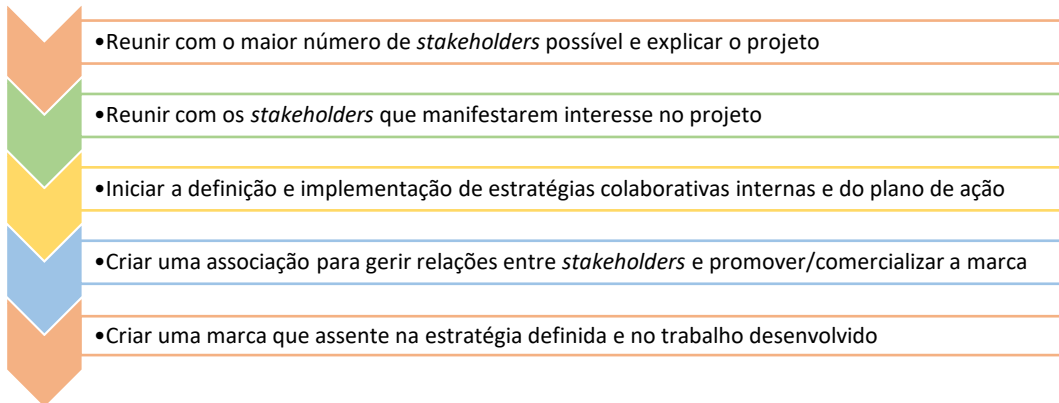 •Reunir com o maior número de stakeholders possível e explicar o projeto
•Reunir com os stakeholders que manifestarem interesse no projeto
•Iniciar a definição e implementação de estratégias colaborativas internas e do plano de ação
•Criar uma associação para gerir relações entre stakeholders e promover/comercializar a marca
•Criar uma marca que assente na estratégia definida e no trabalho desenvolvido